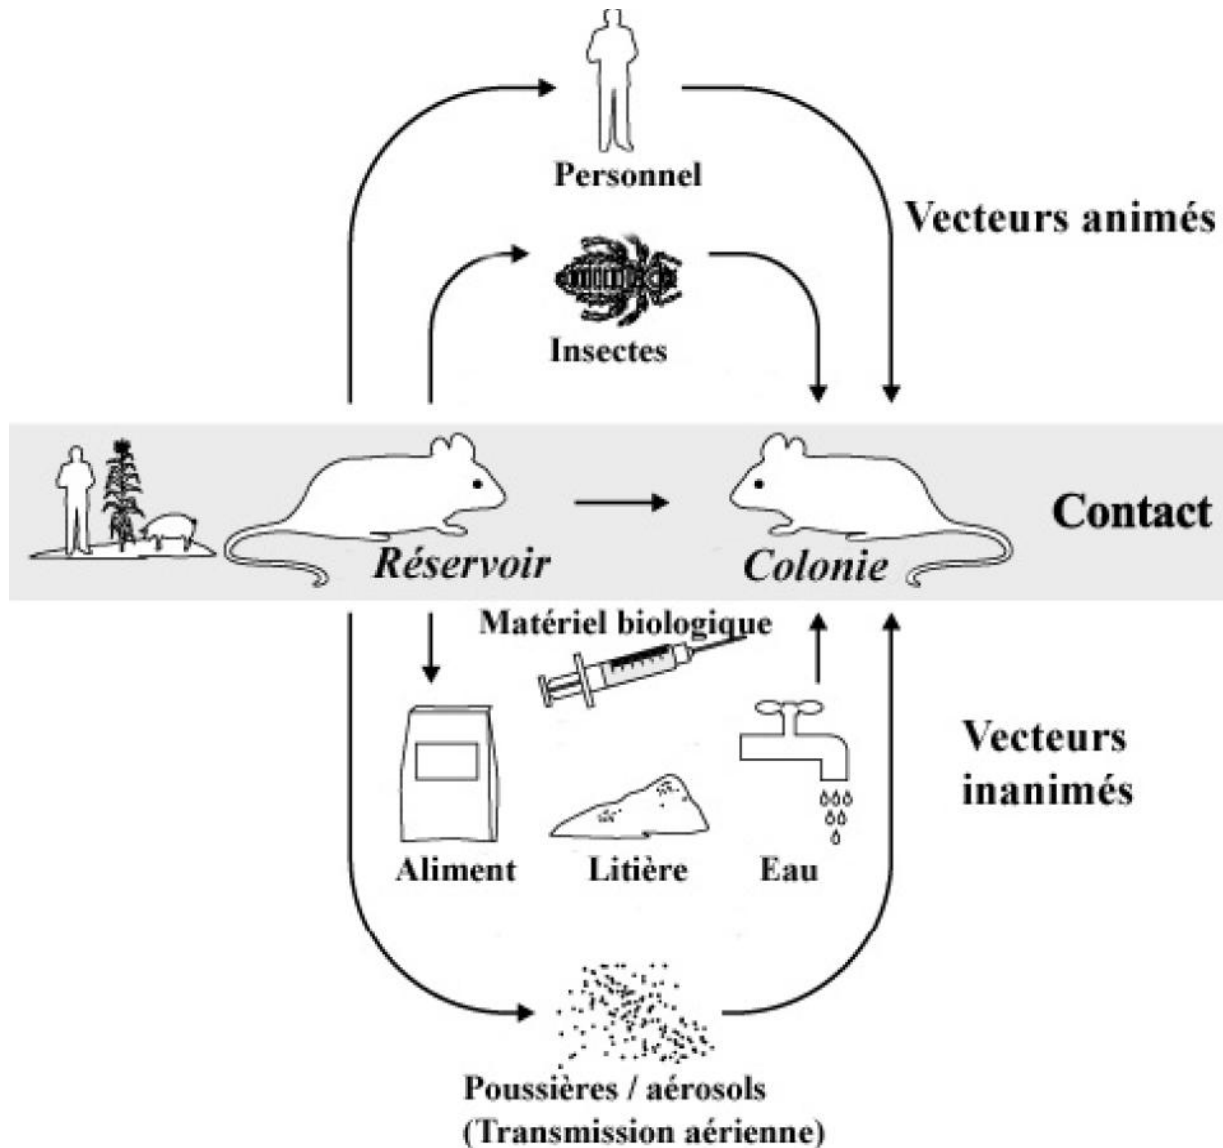 Personnel
Vecteurs animés
Insectes
Contact
Réservoir
Colonie
Matériel biologique
Vecteurs
inanimés
Aliment
Litière
Eau
Poussières / aérosols
(Transmission aérienne)